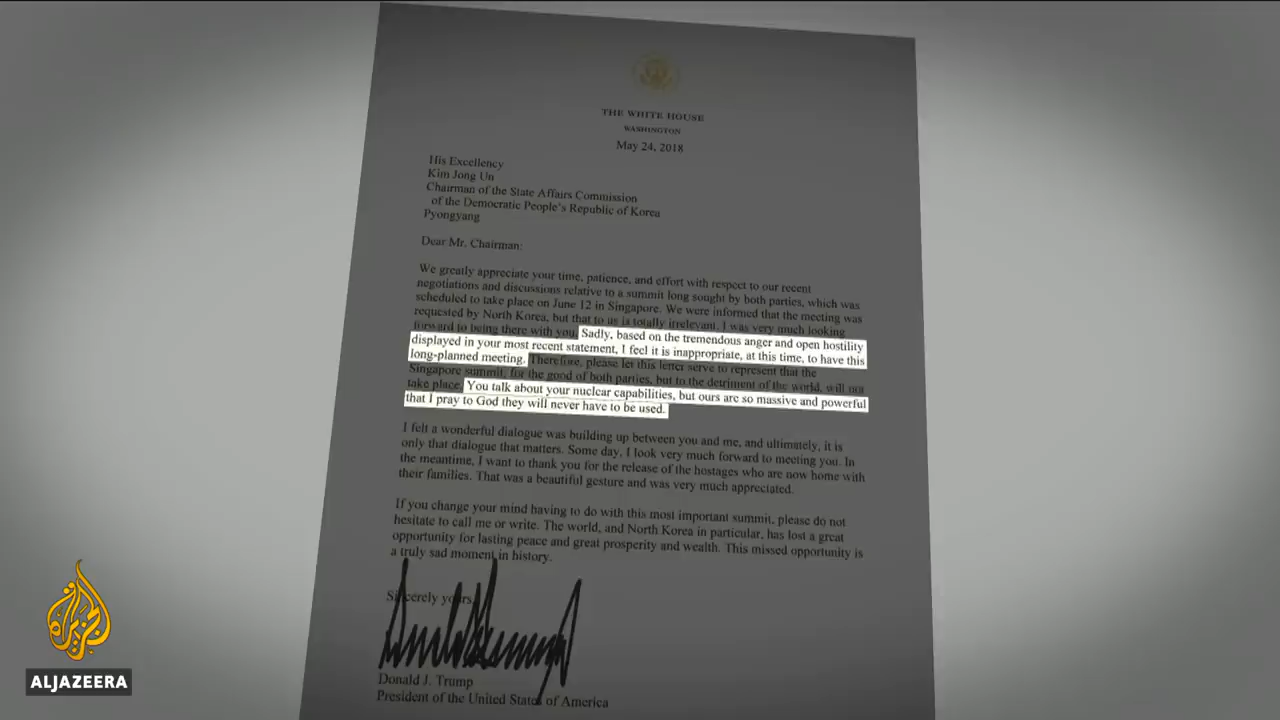 THE WHITE HOUSE
WASHINGTON
May 24, 2018
His Excellency
Kim Jong Un
Chairman of the State Affairs Commission
of the Democratic People's Republic of Korea
Pyongyang
Dear Mr. Chairman:
We greatly appreciate your time, patience, and effort with respect to our recent
negotiations and discussions relative to a summit long sought by both parties, which was
scheduled to take place on June 12 in Singapore. We were informed that the meeting was
requested by North Korea, but that to us is totally irrelevant. I was very much looking
forward to being there with you. Sadly, based on the tremendous anger and open hostility
displayed in your most recent statement, I feel it is inappropriate, at this time, to have this
long-planned meeting. Therefore, please let this letter serve to represent that the
Singapore summit, for the good of both parties, but to the detriment of the world, will not
take place. You talk about your nuclear capabilities, but ours are so massive and powerful
that I pray to God they will never have to be used.
I felt a wonderful dialogue was building up between you and me, and ultimately, it is
only that dialogue that matters. Some day, I look very much forward to meeting you. In
the meantime, I want to thank you for the release of the hostages who are now home with
their families. That was a beautiful gesture and was very much appreciated.
If you change your mind having to do with this most important summit, please do not
hesitate to call me or write. The world, and North Korea in particular, has lost a great
opportunity for lasting peace and great prosperity and wealth. This missed opportunity is
a truly sad moment in history.
Sincerely yours,
Donald J. Trump
President of the United States of America
الجزيرة
ALJAZEERA